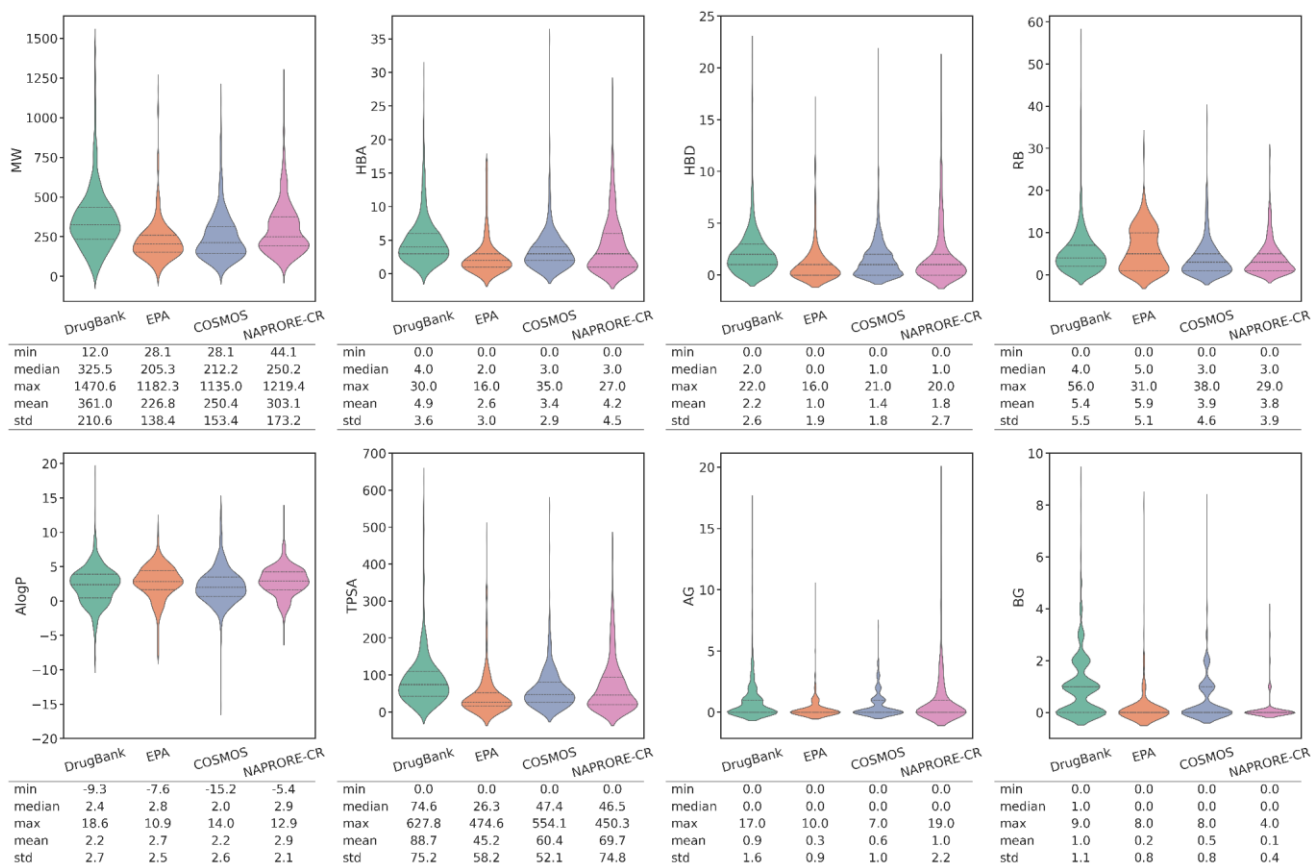 MW
1500
1250
1000
750
500
250
0
DrugBank EPA COSMOS NAPRORE-CR
min 12.0 28.1 28.1 44.1
median 325.5 205.3 212.2 250.2
max 1470.6 1182.3 1135.0 1219.4
mean 361.0 226.8 250.4 303.1
std 210.6 138.4 153.4 173.2
HBA
35
30
25
20
15
10
5
0
DrugBank EPA COSMOS NAPRORE-CR
min 0.0 0.0 0.0 0.0
median 4.0 2.0 3.0 3.0
max 30.0 16.0 35.0 27.0
mean 4.9 2.6 3.4 4.2
std 3.6 3.0 2.9 4.5
HBD
25
20
15
10
5
0
DrugBank EPA COSMOS NAPRORE-CR
min 0.0 0.0 0.0 0.0
median 2.0 0.0 1.0 1.0
max 22.0 16.0 21.0 20.0
mean 2.2 1.0 1.4 1.8
std 2.6 1.9 1.8 2.7
RB
60
50
40
30
20
10
0
DrugBank EPA COSMOS NAPRORE-CR
min 0.0 0.0 0.0 0.0
median 4.0 5.0 3.0 3.0
max 56.0 31.0 38.0 29.0
mean 5.4 5.9 3.9 3.8
std 5.5 5.1 4.6 3.9
AlogP
20
15
10
5
0
−5
−10
−15
−20
DrugBank EPA COSMOS NAPRORE-CR
min -9.3 -7.6 -15.2 -5.4
median 2.4 2.8 2.0 2.9
max 18.6 10.9 14.0 12.9
mean 2.2 2.7 2.2 2.9
std 2.7 2.5 2.6 2.1
TPSA
700
600
500
400
300
200
100
0
DrugBank EPA COSMOS NAPRORE-CR
min 0.0 0.0 0.0 0.0
median 74.6 26.3 47.4 46.5
max 627.8 474.6 554.1 450.3
mean 88.7 45.2 60.4 69.7
std 75.2 58.2 52.1 74.8
AG
20
15
10
5
0
DrugBank EPA COSMOS NAPRORE-CR
min 0.0 0.0 0.0 0.0
median 0.0 0.0 0.0 0.0
max 17.0 10.0 7.0 19.0
mean 0.9 0.3 0.6 1.0
std 1.6 0.9 1.0 2.2
BG
10
8
6
4
2
0
DrugBank EPA COSMOS NAPRORE-CR
min 0.0 0.0 0.0 0.0
median 1.0 0.0 0.0 0.0
max 9.0 8.0 8.0 4.0
mean 1.0 0.2 0.5 0.1
std 1.1 0.8 0.8 0.4